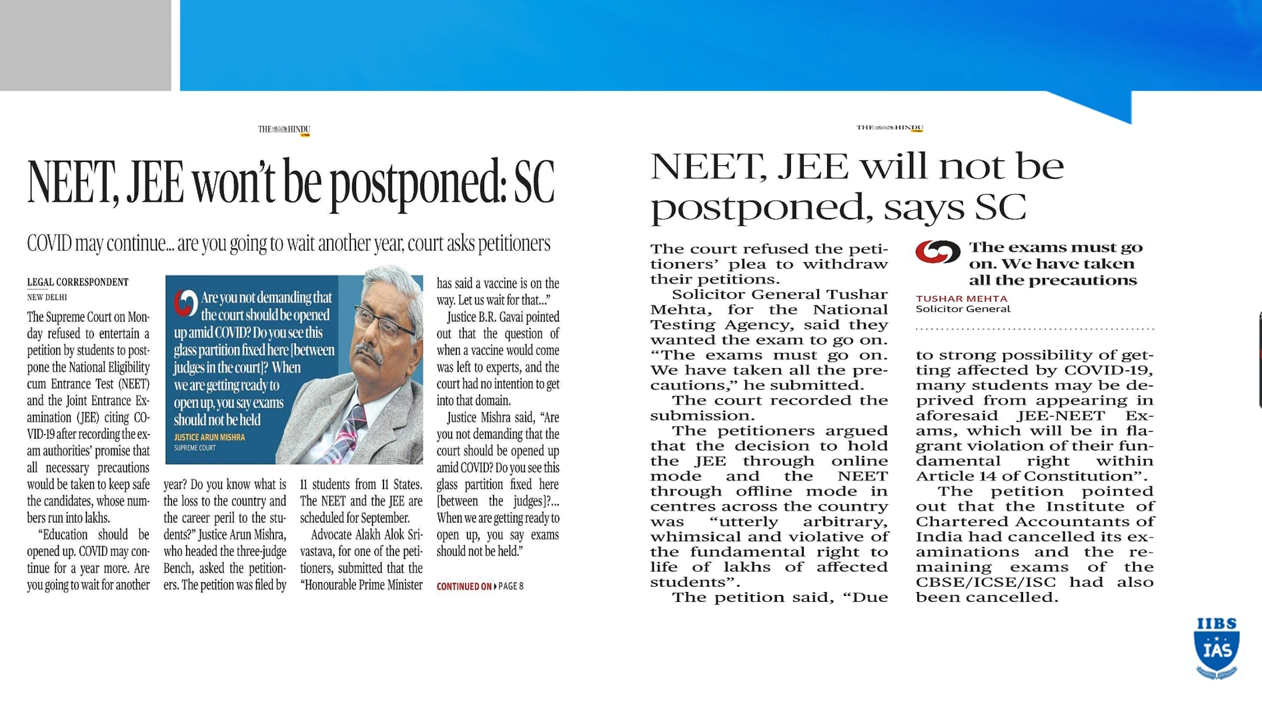 THE HINDU
NEET, JEE won't be postponed: SC
COVID may continue... are you going to wait another year, court asks petitioners
LEGAL CORRESPONDENT
NEW DELHI
The Supreme Court on Mon-
day refused to entertain a
petition by students to post-
pone the National Eligibility
cum Entrance Test (NEET)
and the Joint Entrance Ex-
amination (JEE) citing CO-
VID-19 after recording the ex-
am authorities' promise that
all necessary precautions
would be taken to keep safe
the candidates, whose num-
bers run into lakhs.
"Education should be
opened up. COVID may con-
tinue for a year more. Are
you going to wait for another
Are you not demanding that
the court should be opened
up amid COVID? Do you see this
glass partition fixed here [between
judges in the court]? When
we are getting ready to
open up, you say exams
should not be held
JUSTICE ARUN MISHRA
SUPREME COURT
year? Do you know what is
the loss to the country and
the career peril to the stu-
dents?" Justice Arun Mishra,
who headed the three-judge
Bench, asked the petition-
ers. The petition was filed by
11 students from 11 States.
The NEET and the JEE are
scheduled for September.
Advocate Alakh Alok Sri-
vastava, for one of the peti-
tioners, submitted that the
"Honourable Prime Minister
has said a vaccine is on the
way. Let us wait for that..."
Justice B.R. Gavai pointed
out that the question of
when a vaccine would come
was left to experts, and the
court had no intention to get
into that domain.
Justice Mishra said, "Are
you not demanding that the
court should be opened up
amid COVID? Do you see this
glass partition fixed here
[between the judges]?...
When we are getting ready to
open up, you say exams
should not be held."
CONTINUED ON PAGE 8
THE HINDU
NEET, JEE will not be
postponed, says SC
The court refused the peti-
tioners' plea to withdraw
their petitions.
Solicitor General Tushar
Mehta, for the National
Testing Agency, said they
wanted the exam to go on.
"The exams must go on.
We have taken all the pre-
cautions," he submitted.
The court recorded the
submission.
The petitioners argued
that the decision to hold
the JEE through online
mode and the NEET
through offline mode in
centres across the country
was "utterly arbitrary,
whimsical and violative of
the fundamental right to
life of lakhs of affected
students".
The petition said, "Due
The exams must go
on. We have taken
all the precautions
TUSHAR MEHTA
Solicitor General
to strong possibility of get-
ting affected by COVID-19,
many students may be de-
prived from appearing in
aforesaid JEE-NEET Ex-
ams, which will be in fla-
grant violation of their fun-
damental right within
Article 14 of Constitution".
The petition pointed
out that the Institute of
Chartered Accountants of
India had cancelled its ex-
aminations and the re-
maining exams of the
CBSE/ICSE/ISC had also
been cancelled.
IIBS
IAS